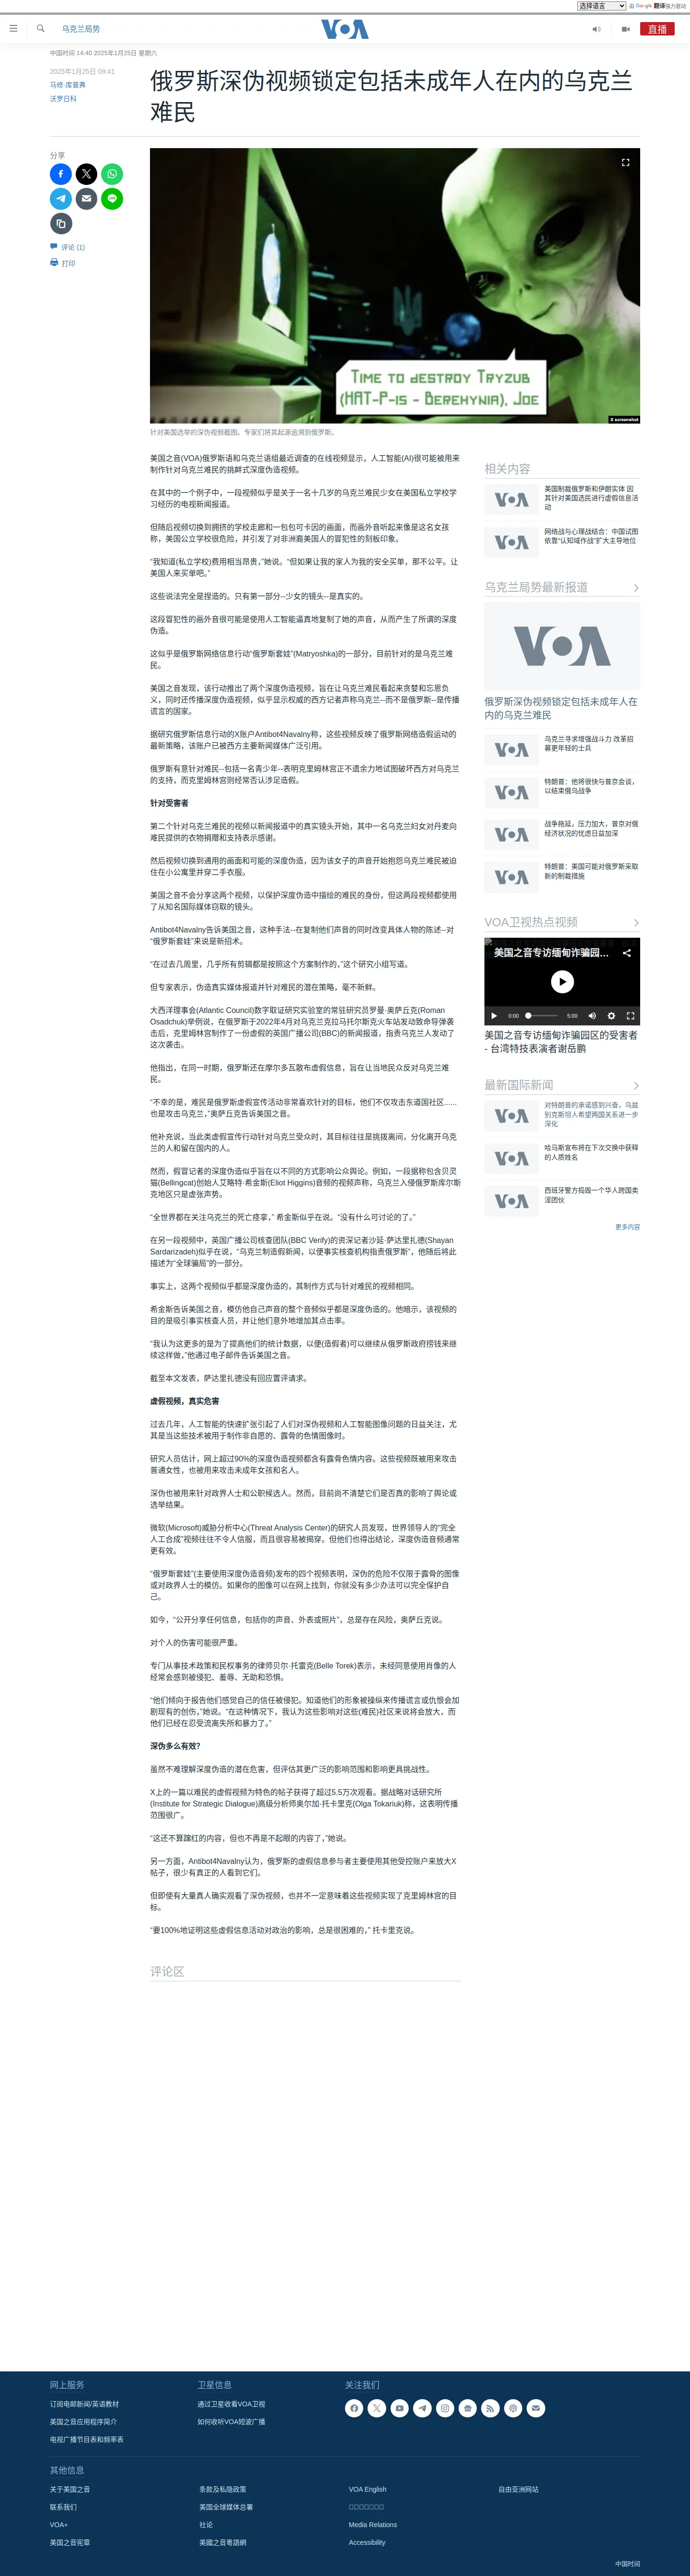 选择语言 由 Google 翻译强力驱动
乌克兰局势
VOA
直播
中国时间 14:40 2025年1月25日 星期六
2025年1月25日 09:41
马修·库普弗
沃罗日科
俄罗斯深伪视频锁定包括未成年人在内的乌克兰
难民
分享
评论 (1)
打印
TIME TO DESTROY TRYZUB
(HAT-P-15 - BEREHYNIA), JOE
X screenshot
针对美国选举的深伪视频截图。专家们将其起源追溯到俄罗斯。
美国之音(VOA)俄罗斯语和乌克兰语组最近调查的在线视频显示，人工智能(AI)很可能被用来
制作针对乌克兰难民的挑衅式深度伪造视频。
在其中的一个例子中，一段视频似乎是关于一名十几岁的乌克兰难民少女在美国私立学校学
习经历的电视新闻报道。
但随后视频切换到拥挤的学校走廊和一包包可卡因的画面，而画外音听起来像是这名女孩
称，美国公立学校很危险，并引发了对非洲裔美国人的冒犯性的刻板印象。
“我知道(私立学校)费用相当昂贵，”她说。“但如果让我的家人为我的安全买单，那不公平。让
美国人来买单吧。”
这些说法完全是捏造的。只有第一部分--少女的镜头--是真实的。
这段冒犯性的画外音很可能是使用人工智能逼真地复制了她的声音，从而产生了所谓的深度
伪造。
这似乎是俄罗斯网络信息行动“俄罗斯套娃”(Matryoshka)的一部分，目前针对的是乌克兰难
民。
美国之音发现，该行动推出了两个深度伪造视频，旨在让乌克兰难民看起来贪婪和忘恩负
义，同时还传播深度伪造视频，似乎显示权威的西方记者声称乌克兰--而不是俄罗斯--是传播
谎言的国家。
据研究俄罗斯信息行动的X账户Antibot4Navalny称，这些视频反映了俄罗斯网络造假运动的
最新策略，该账户已被西方主要新闻媒体广泛引用。
俄罗斯有意针对难民--包括一名青少年--表明克里姆林宫正不遗余力地试图破坏西方对乌克兰
的支持，而克里姆林宫则经常否认涉足造假。
针对受害者
第二个针对乌克兰难民的视频以新闻报道中的真实镜头开始，其中一名乌克兰妇女对丹麦向
难民提供的衣物捐赠和支持表示感谢。
然后视频切换到通用的画面和可能的深度伪造，因为该女子的声音开始抱怨乌克兰难民被迫
住在小公寓里并穿二手衣服。
美国之音不会分享这两个视频，以保护深度伪造中描绘的难民的身份，但这两段视频都使用
了从知名国际媒体窃取的镜头。
Antibot4Navalny告诉美国之音，这种手法--在复制他们声音的同时改变具体人物的陈述--对
“俄罗斯套娃”来说是新招术。
“在过去几周里，几乎所有剪辑都是按照这个方案制作的，”这个研究小组写道。
但专家表示，伪造真实媒体报道并针对难民的潜在策略，毫不新鲜。
大西洋理事会(Atlantic Council)数字取证研究实验室的常驻研究员罗曼·奥萨丘克(Roman
Osadchuk)举例说，在俄罗斯于2022年4月对乌克兰克拉马托尔斯克火车站发动致命导弹袭
击后，克里姆林宫制作了一份虚假的英国广播公司(BBC)的新闻报道，指责乌克兰人发动了
这次袭击。
他指出，在同一时期，俄罗斯还在摩尔多瓦散布虚假信息，旨在让当地民众反对乌克兰难
民。
“不幸的是，难民是俄罗斯虚假宣传活动非常喜欢针对的目标，他们不仅攻击东道国社区......
也是攻击乌克兰，”奥萨丘克告诉美国之音。
他补充说，当此类虚假宣传行动针对乌克兰受众时，其目标往往是挑拨离间，分化离开乌克
兰的人和留在国内的人。
然而，假冒记者的深度伪造似乎旨在以不同的方式影响公众舆论。例如，一段据称包含贝灵
猫(Bellingcat)创始人艾略特·希金斯(Eliot Higgins)音频的视频声称，乌克兰入侵俄罗斯库尔斯
克地区只是虚张声势。
“全世界都在关注乌克兰的死亡痉挛，” 希金斯似乎在说。“没有什么可讨论的了。”
在另一段视频中，英国广播公司核查团队(BBC Verify)的资深记者沙廷·萨达里扎德(Shayan
Sardarizadeh)似乎在说，“乌克兰制造假新闻，以便事实核查机构指责俄罗斯”，他随后将此
描述为“全球骗局”的一部分。
事实上，这两个视频似乎都是深度伪造的，其制作方式与针对难民的视频相同。
希金斯告诉美国之音，模仿他自己声音的整个音频似乎都是深度伪造的。他暗示，该视频的
目的是吸引事实核查人员，并让他们意外地增加其点击率。
“我认为这更多的是为了提高他们的统计数据，以便(造假者)可以继续从俄罗斯政府捞钱来继
续这样做，”他通过电子邮件告诉美国之音。
截至本文发表，萨达里扎德没有回应置评请求。
虚假视频，真实危害
过去几年，人工智能的快速扩张引起了人们对深伪视频和人工智能图像问题的日益关注，尤
其是当这些技术被用于制作非自愿的、露骨的色情图像时。
研究人员估计，网上超过90%的深度伪造视频都含有露骨色情内容。这些视频既被用来攻击
普通女性，也被用来攻击未成年女孩和名人。
深伪也被用来针对政界人士和公职候选人。然而，目前尚不清楚它们是否真的影响了舆论或
选举结果。
微软(Microsoft)威胁分析中心(Threat Analysis Center)的研究人员发现，世界领导人的“完全
人工合成”视频往往不令人信服，而且很容易被揭穿。但他们也得出结论，深度伪造音频通常
更有效。
“俄罗斯套娃”(主要使用深度伪造音频)发布的四个视频表明，深伪的危险不仅限于露骨的图像
或对政界人士的模仿。如果你的图像可以在网上找到，你就没有多少办法可以完全保护自
己。
如今，“公开分享任何信息，包括你的声音、外表或照片”，总是存在风险，奥萨丘克说。
对个人的伤害可能很严重。
专门从事技术政策和民权事务的律师贝尔·托雷克(Belle Torek)表示，未经同意使用肖像的人
经常会感到被侵犯、羞辱、无助和恐惧。
“他们倾向于报告他们感觉自己的信任被侵犯。知道他们的形象被操纵来传播谎言或仇恨会加
剧现有的创伤，”她说。“在这种情况下，我认为这些影响对这些(难民)社区来说将会放大，而
他们已经在忍受流离失所和暴力了。”
深伪多么有效？
虽然不难理解深度伪造的潜在危害，但评估其更广泛的影响范围和影响更具挑战性。
X上的一篇以难民的虚假视频为特色的帖子获得了超过5.5万次观看。据战略对话研究所
(Institute for Strategic Dialogue)高级分析师奥尔加·托卡里克(Olga Tokariuk)称，这表明传播
范围很广。
“这还不算蹿红的内容，但也不再是不起眼的内容了，”她说。
另一方面，Antibot4Navalny认为，俄罗斯的虚假信息参与者主要使用其他受控账户来放大X
帖子，很少有真正的人看到它们。
但即使有大量真人确实观看了深伪视频，也并不一定意味着这些视频实现了克里姆林宫的目
标。
“要100%地证明这些虚假信息活动对政治的影响，总是很困难的，” 托卡里克说。
评论区
相关内容
美国制裁俄罗斯和伊朗实体 因
其针对美国选民进行虚假信息活
动
网络战与心理战结合：中国试图
依靠“认知域作战”扩大主导地位
乌克兰局势最新报道
俄罗斯深伪视频锁定包括未成年人在
内的乌克兰难民
乌克兰寻求增强战斗力 改革招
募更年轻的士兵
特朗普：他将很快与普京会谈，
以结束俄乌战争
战争拖延，压力加大，普京对俄
经济状况的忧虑日益加深
特朗普：美国可能对俄罗斯采取
新的制裁措施
VOA卫视热点视频
美国之音专访缅甸诈骗园...
0:00 5:00
美国之音专访缅甸诈骗园区的受害者
- 台湾特技表演者谢岳鹏
最新国际新闻
对特朗普的承诺感到兴奋，乌兹
别克斯坦人希望两国关系进一步
深化
哈马斯宣布将在下次交换中获释
的人质姓名
西班牙警方捣毁一个华人跨国卖
淫团伙
更多内容
网上服务
订阅电邮新闻/英语教材
美国之音应用程序简介
电视广播节目表和频率表
卫星信息
通过卫星收看VOA卫视
如何收听VOA短波广播
关注我们
其他信息
关于美国之音
联系我们
VOA+
美国之音宪章
条款及私隐政策
美国全球媒体总署
社论
美國之音粵語網
VOA English
Media Relations
Accessibility
自由亚洲网站
中国时间